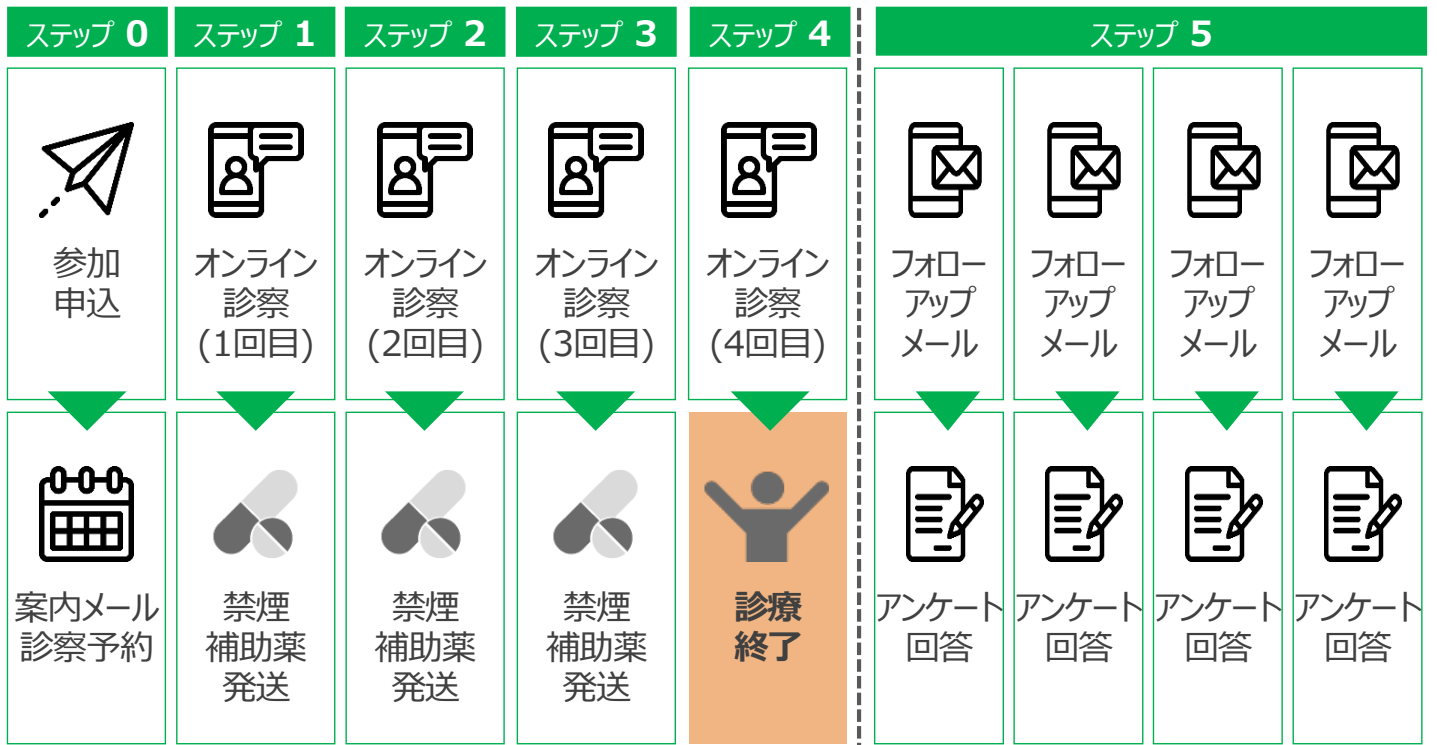 ステップ 0
ステップ 1
ステップ 2
ステップ 3
ステップ 4
ステップ 5
参加
申込
オンライン
診察
(1回目)
オンライン
診察
(2回目)
オンライン
診察
(3回目)
オンライン
診察
(4回目)
フォロー
アップ
メール
フォロー
アップ
メール
フォロー
アップ
メール
フォロー
アップ
メール
案内メール
診察予約
禁煙
補助薬
発送
禁煙
補助薬
発送
禁煙
補助薬
発送
診療
終了
アンケート
回答
アンケート
回答
アンケート
回答
アンケート
回答